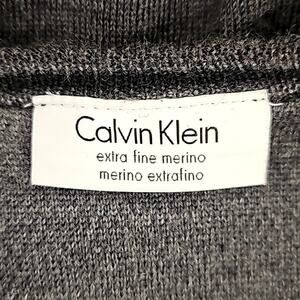 Calvin Klein
extra fine merino
merino extrafino